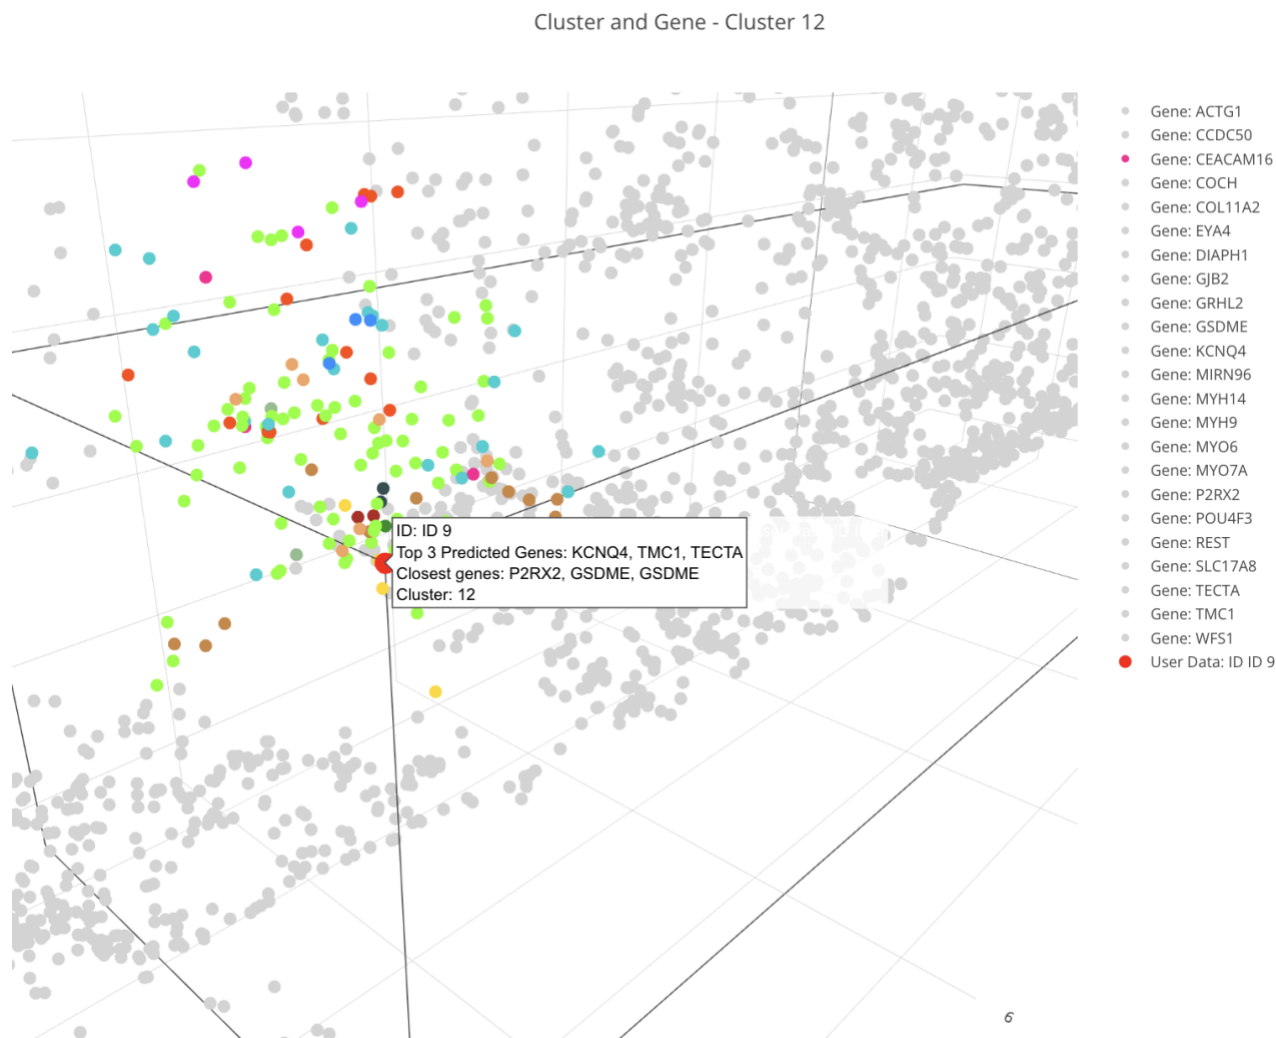 Cluster and Gene - Cluster 12
Gene: ACTG1
Gene: CCDC50
Gene: CEACAM16
Gene: COCH
Gene: COL11A2
Gene: EYA4
Gene: DIAPH1
Gene: GJB2
Gene: GRHL2
Gene: GSDME
Gene: KCNQ4
Gene: MIRN96
Gene: MYH14
Gene: MYH9
Gene: MYO6
Gene: MYO7A
Gene: P2RX2
Gene: POU4F3
Gene: REST
Gene: SLC17A8
Gene: TECTA
Gene: TMC1
Gene: WFS1
User Data: ID ID 9
ID: ID 9
Top 3 Predicted Genes: KCNQ4, TMC1, TECTA
Closest genes: P2RX2, GSDME, GSDME
Cluster: 12
6